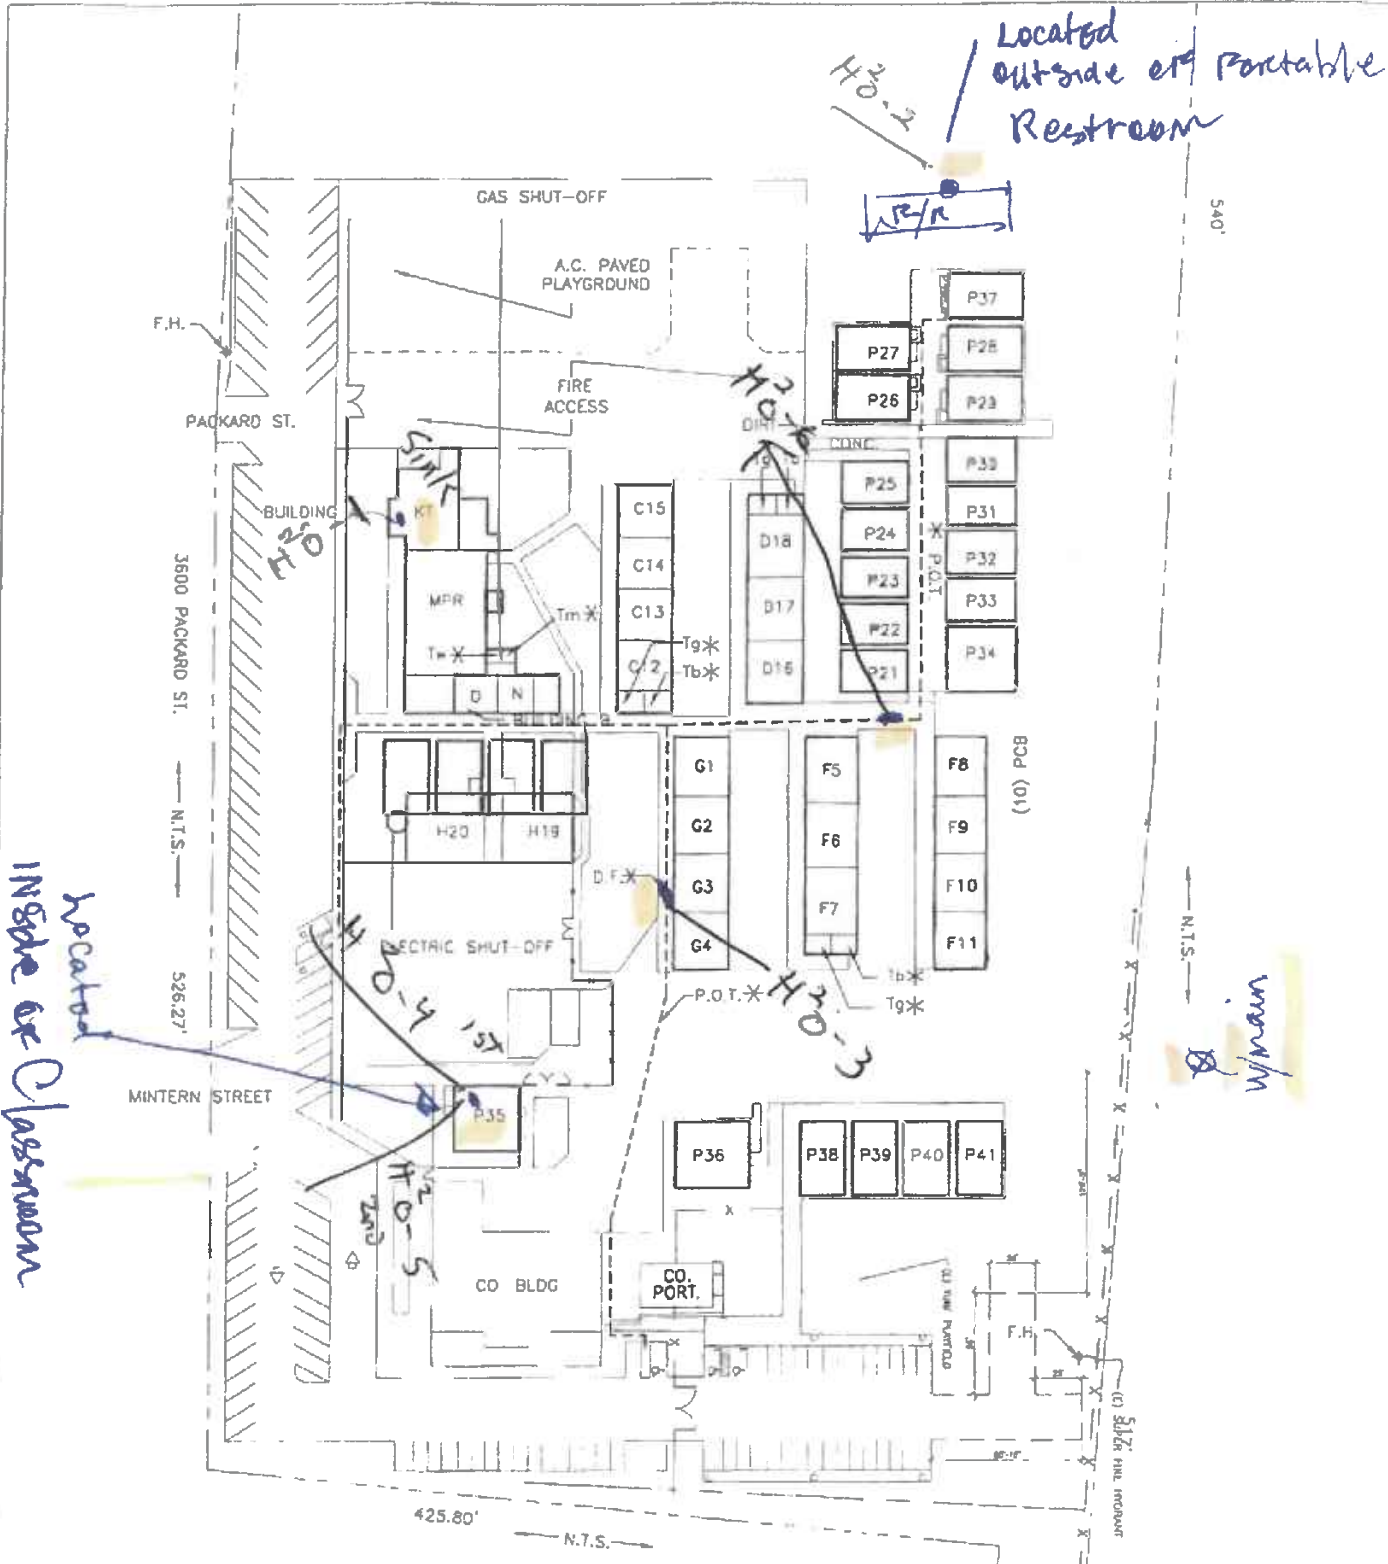 Located
outside of Portable
Restroom
H2O-2
R/R
540'
GAS SHUT-OFF
A.C. PAVED
PLAYGROUND
F.H.
FIRE
ACCESS
PACKARD ST.
P37
P27
P28
P26
P29
H2O-6
DIRT
CONC.
Sink
BUILDING
H2O
KT
C15
C14
C13
C12
MPR
Tm
Tg
Tb
D
N
D18
D17
D16
P25
P24
P23
P22
P21
P30
P31
P32
P33
P34
P.O.T.
3600 PACKARD ST.
N.T.S.
526.27'
PCB (01)
G1
G2
G3
G4
F5
F6
F7
F8
F9
F10
F11
H20
H19
D.F.
ELECTRIC SHUT-OFF
Tb
Tg
P.O.T.
H2O-3
N.T.S.
W/main
Located
INSide of Classroom
H2O-4 1st
MINTERN STREET
P35
H2O-5
2nd
P36
P38
P39
P40
P41
CO BLDG
CO.
PORT.
X
F.H.
(E) SUPER FIRE HYDRANT
425.80'
N.T.S.